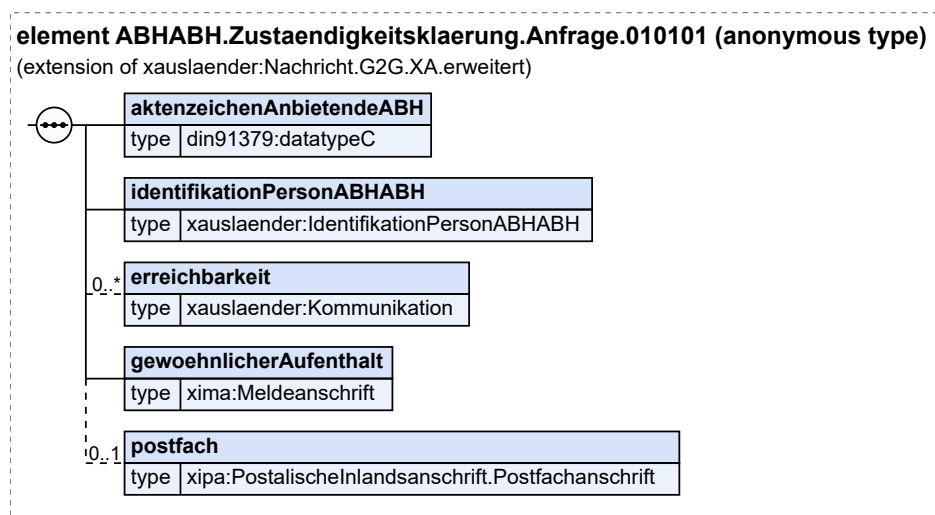 element ABHABH.Zustaendigkeitsklaerung.Anfrage.010101 (anonymous type)
(extension of xauslaender:Nachricht.G2G.XA.erweitert)
aktenzeichenAnbietendeABH
type din91379:datatypeC
identifikationPersonABHABH
type xauslaender:IdentifikationPersonABHABH
0..* erreichbarkeit
type xauslaender:Kommunikation
gewoehnlicherAufenthalt
type xima:Meldeanschrift
0..1 postfach
type xipa:PostalischeInlandsanschrift.Postfachanschrift